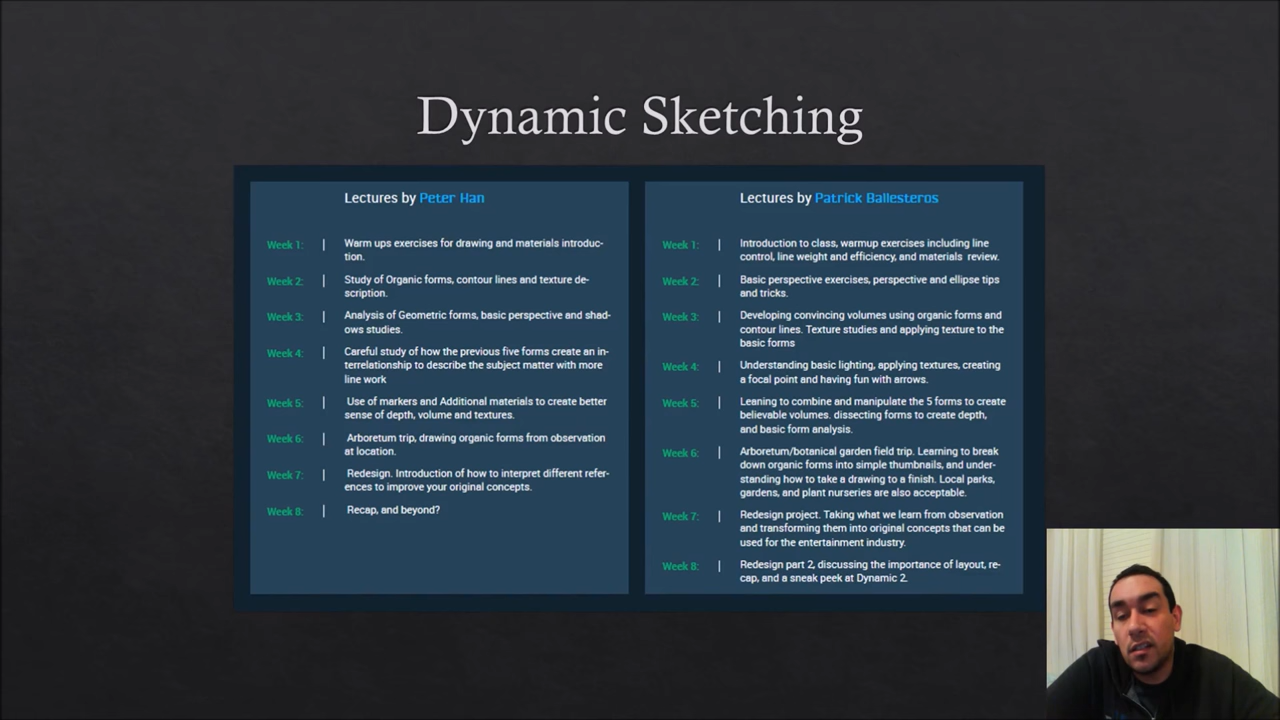 Dynamic Sketching
Lectures by Peter Han
Week 1: | Warm ups exercises for drawing and materials introduc-
tion.
Week 2: | Study of Organic forms, contour lines and texture de-
scription.
Week 3: | Analysis of Geometric forms, basic perspective and shad-
ows studies.
Week 4: | Careful study of how the previous five forms create an in-
terrelationship to describe the subject matter with more
line work
Week 5: | Use of markers and Additional materials to create better
sense of depth, volume and textures.
Week 6: | Arboretum trip, drawing organic forms from observation
at location.
Week 7: | Redesign. Introduction of how to interpret different refer-
ences to improve your original concepts.
Week 8: | Recap, and beyond?
Lectures by Patrick Ballesteros
Week 1: | Introduction to class, warmup exercises including line
control, line weight and efficiency, and materials review.
Week 2: | Basic perspective exercises, perspective and ellipse tips
and tricks.
Week 3: | Developing convincing volumes using organic forms and
contour lines. Texture studies and applying texture to the
basic forms
Week 4: | Understanding basic lighting, applying textures, creating
a focal point and having fun with arrows.
Week 5: | Leaning to combine and manipulate the 5 forms to create
believable volumes. dissecting forms to create depth,
and basic form analysis.
Week 6: | Arboretum/botanical garden field trip. Learning to break
down organic forms into simple thumbnails, and under-
standing how to take a drawing to a finish. Local parks,
gardens, and plant nurseries are also acceptable.
Week 7: | Redesign project. Taking what we learn from observation
and transforming them into original concepts that can be
used for the entertainment industry.
Week 8: | Redesign part 2, discussing the importance of layout, re-
cap, and a sneak peek at Dynamic 2.